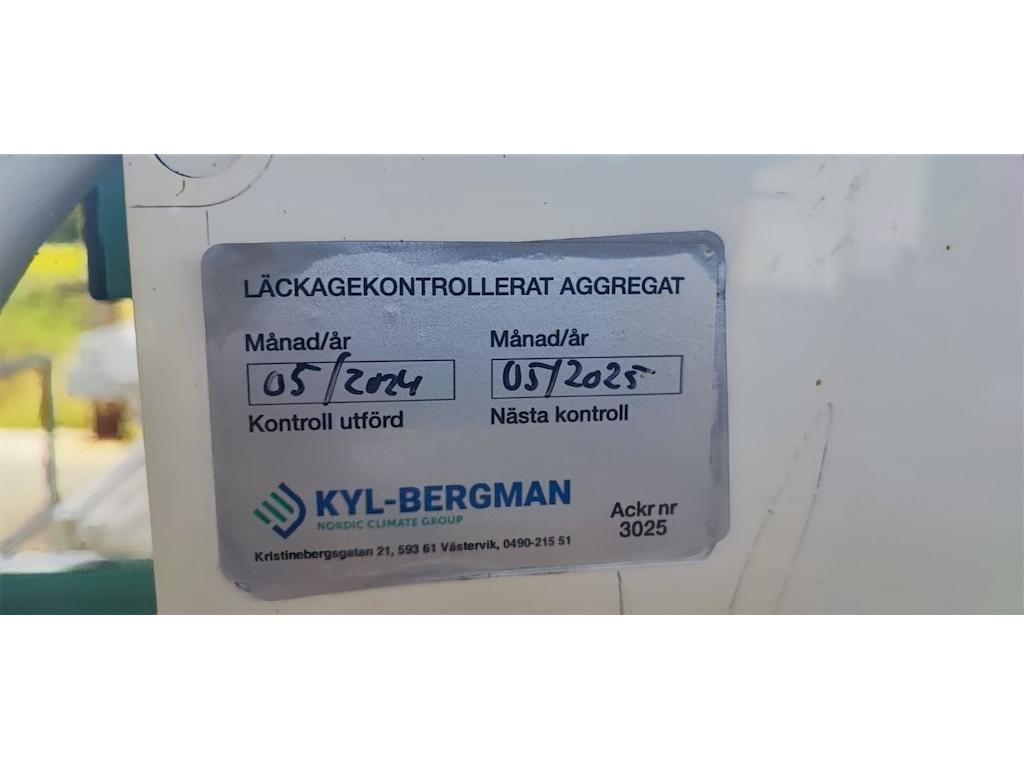 LÄCKAGEKONTROLLERAT AGGREGAT
Månad/år Månad/år
05/2024 05/2025
Kontroll utförd Nästa kontroll
KYL-BERGMAN
NORDIC CLIMATE GROUP
Ackr nr
3025
Kristinebergsgatan 21, 593 61 Västervik, 0490-215 51